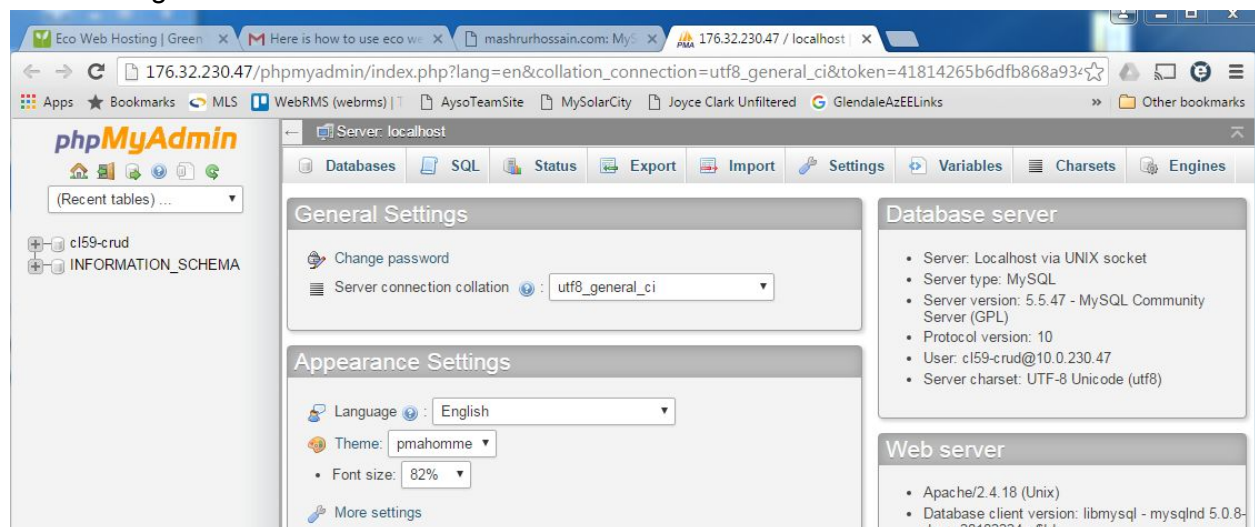 Eco Web Hosting | Green
Here is how to use eco we
mashrurhossain.com: MyS
176.32.230.47 / localhost |
176.32.230.47/phpmyadmin/index.php?lang=en&collation_connection=utf8_general_ci&token=41814265b6dfb868a934
Apps Bookmarks MLS WebRMS (webrms) | T AysoTeamSite MySolarCity Joyce Clark Unfiltered GlendaleAzEELinks » Other bookmarks
phpMyAdmin
(Recent tables) ...
cl59-crud
INFORMATION_SCHEMA
Server: localhost
Databases SQL Status Export Import Settings Variables Charsets Engines
General Settings
Change password
Server connection collation : utf8_general_ci
Appearance Settings
Language : English
Theme: pmahomme
• Font size: 82%
More settings
Database server
• Server: Localhost via UNIX socket
• Server type: MySQL
• Server version: 5.5.47 - MySQL Community
Server (GPL)
• Protocol version: 10
• User: cl59-crud@10.0.230.47
• Server charset: UTF-8 Unicode (utf8)
Web server
• Apache/2.4.18 (Unix)
• Database client version: libmysql - mysqlnd 5.0.8-